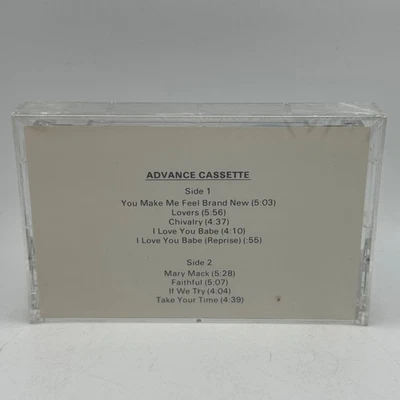 ADVANCE CASSETTE
Side 1
You Make Me Feel Brand New (5:03)
Lovers (5:56)
Chivalry (4:37)
I Love You Babe (4:10)
I Love You Babe (Reprise) (:55)
Side 2
Mary Mack (5:28)
Faithful (5:07)
If We Try (4:04)
Take Your Time (4:39)